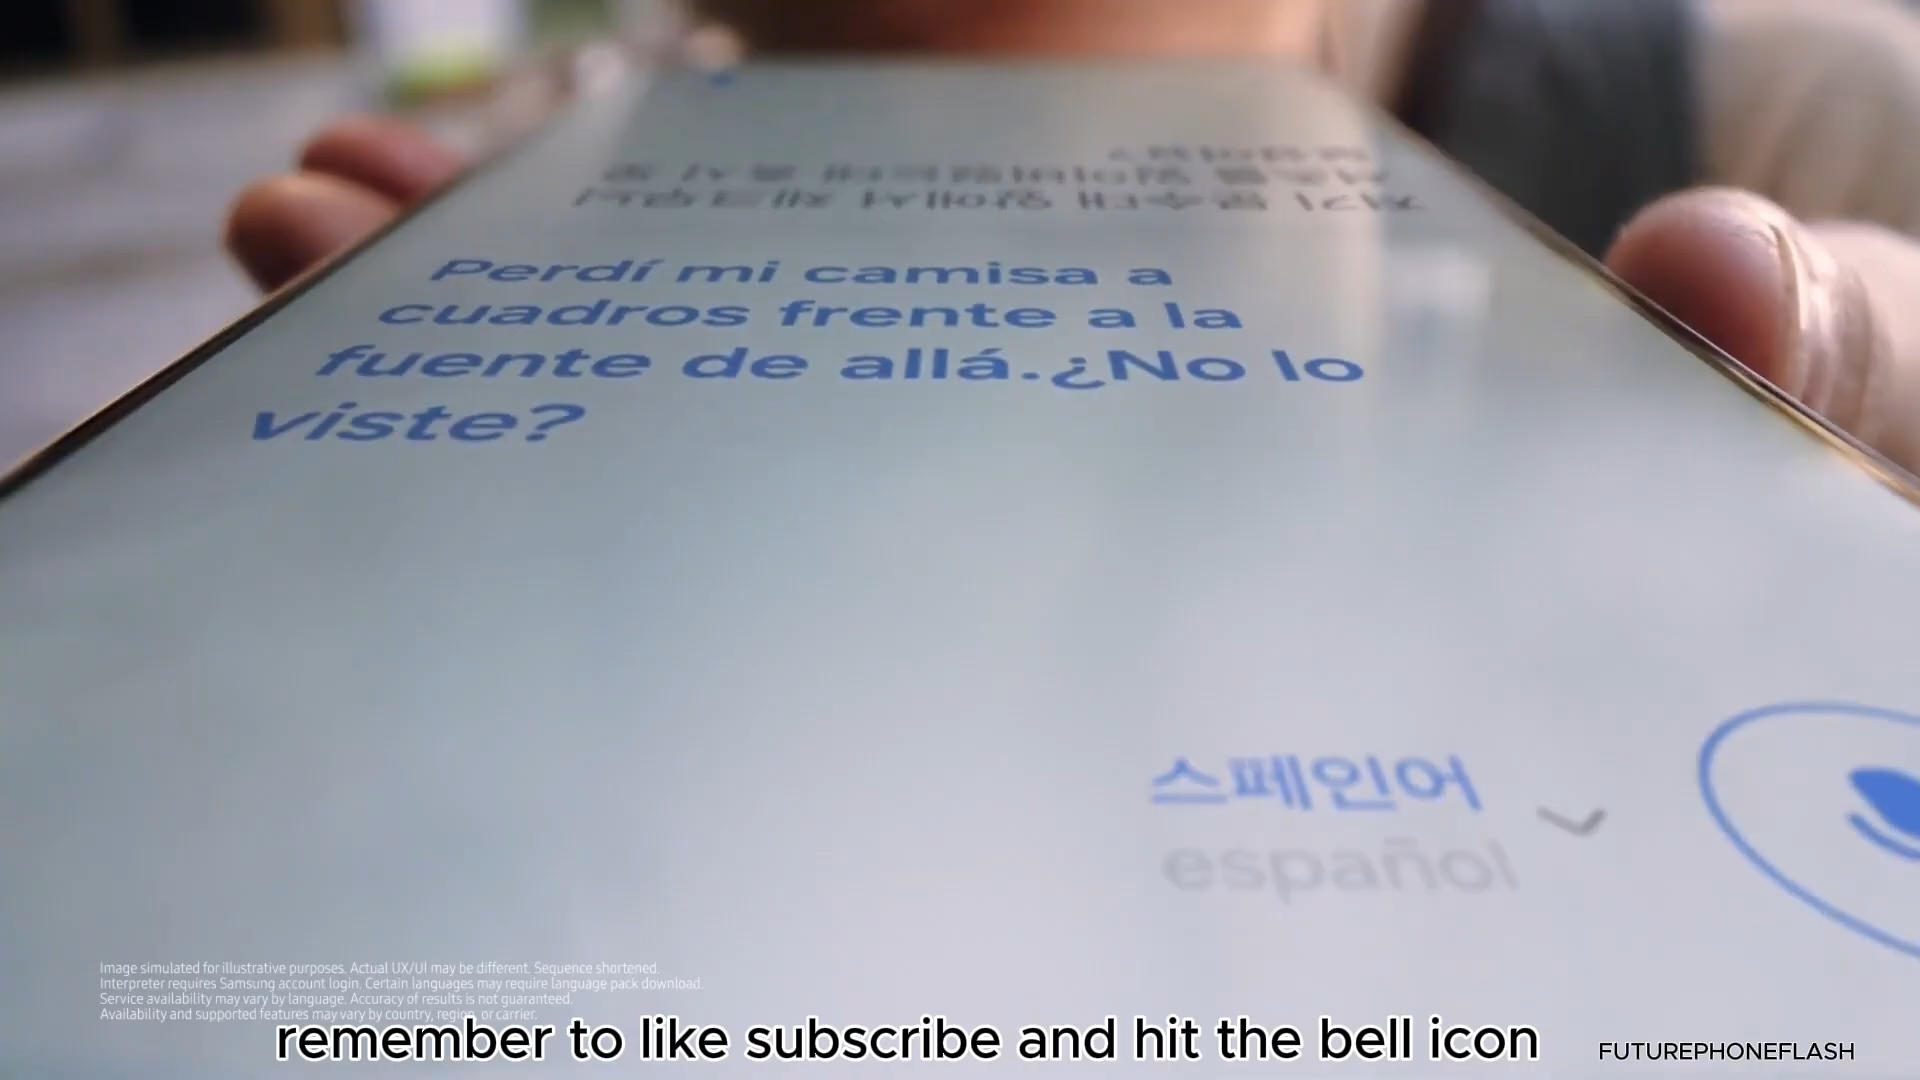 Perdí mi camisa a
cuadros frente a la
fuente de allá.¿No lo
viste?
스페인어
español
Image simulated for illustrative purposes. Actual UX/UI may be different. Sequence shortened.
Interpreter requires Samsung account login. Certain languages may require language pack download.
Service availability may vary by language. Accuracy of results is not guaranteed.
Availability and supported features may vary by country, region, or carrier.
remember to like subscribe and hit the bell icon
FUTUREPHONEFLASH